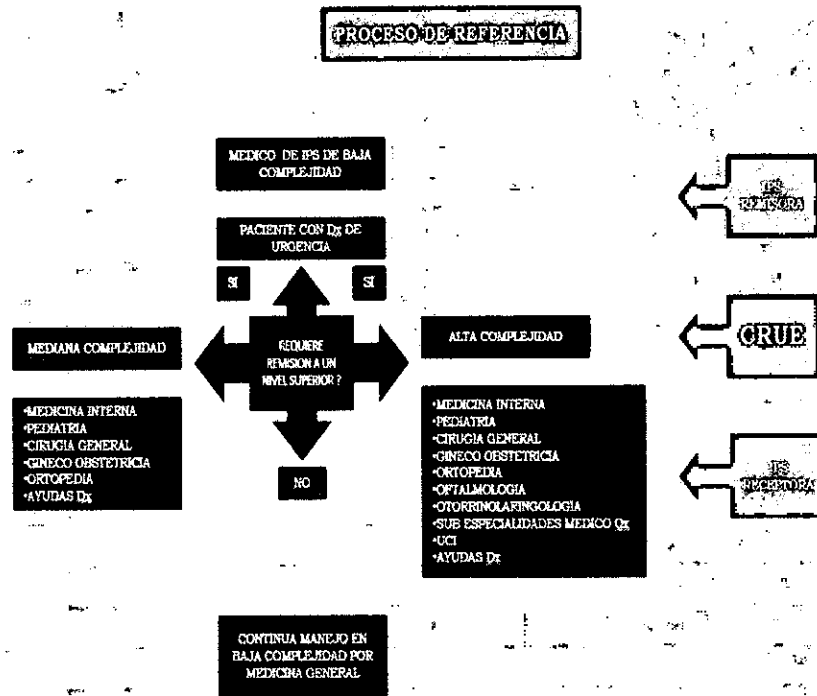 PROCESO DE REFERENCIA
MEDICO DE IPS DE BAJA
COMPLEJIDAD
IPS
REMISORA
PACIENTE CON Dx DE
URGENCIA
SI
SI
MEDIANA COMPLEJIDAD
REQUIERE
REMISION A UN
NIVEL SUPERIOR ?
ALTA COMPLEJIDAD
CRUE
•MEDICINA INTERNA
•PEDIATRIA
•CIRUGIA GENERAL
•GINECO OBSTETRICIA
•ORTOPEDIA
•AYUDAS Dx
NO
•MEDICINA INTERNA
•PEDIATRIA
•CIRUGIA GENERAL
•GINECO OBSTETRICIA
•ORTOPEDIA
•OFTALMOLOGIA
•OTORRINOLARINGOLOGIA
•SUB ESPECIALIDADES MEDICO Qx
•UCI
•AYUDAS Dx
IPS
RECEPTORA
CONTINUA MANEJO EN
BAJA COMPLEJIDAD POR
MEDICINA GENERAL